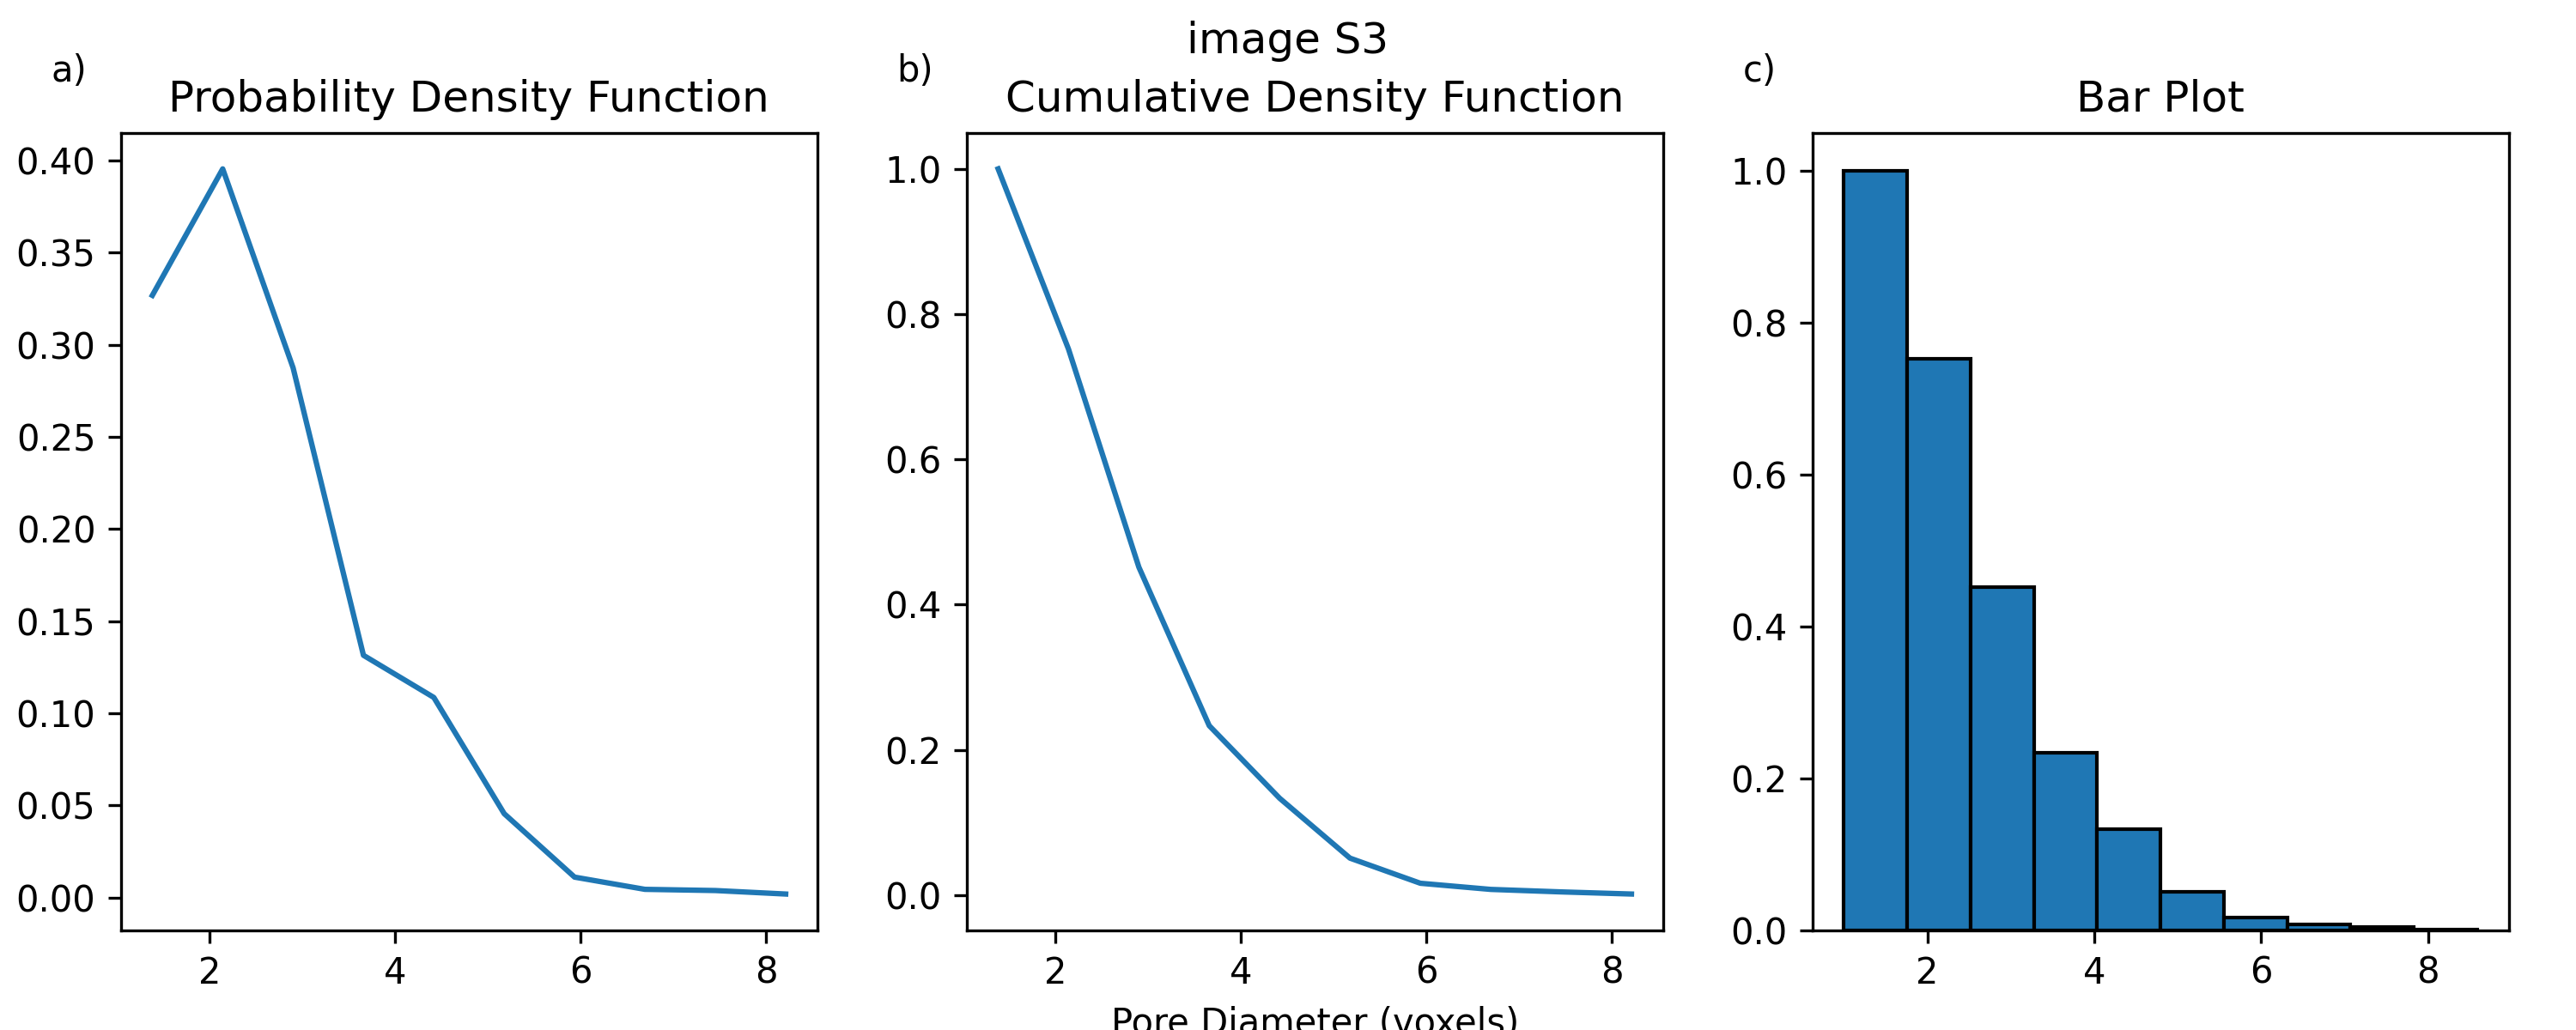 image S3
a)
Probability Density Function
0.40
0.35
0.30
0.25
0.20
0.15
0.10
0.05
0.00
2 4 6 8
b)
Cumulative Density Function
1.0
0.8
0.6
0.4
0.2
0.0
2 4 6 8
Pore Diameter (voxels)
c)
Bar Plot
1.0
0.8
0.6
0.4
0.2
0.0
2 4 6 8